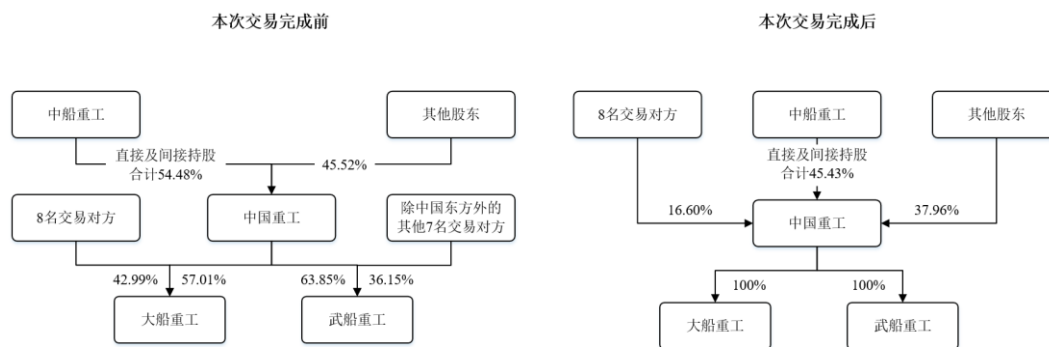 本次交易完成前
中船重工
其他股东
直接及间接持股
合计54.48%
45.52%
8名交易对方
中国重工
除中国东方外的
其他7名交易对方
42.99%
57.01%
63.85%
36.15%
大船重工
武船重工
本次交易完成后
8名交易对方
中船重工
其他股东
直接及间接持股
合计45.43%
16.60%
37.96%
中国重工
100%
100%
大船重工
武船重工